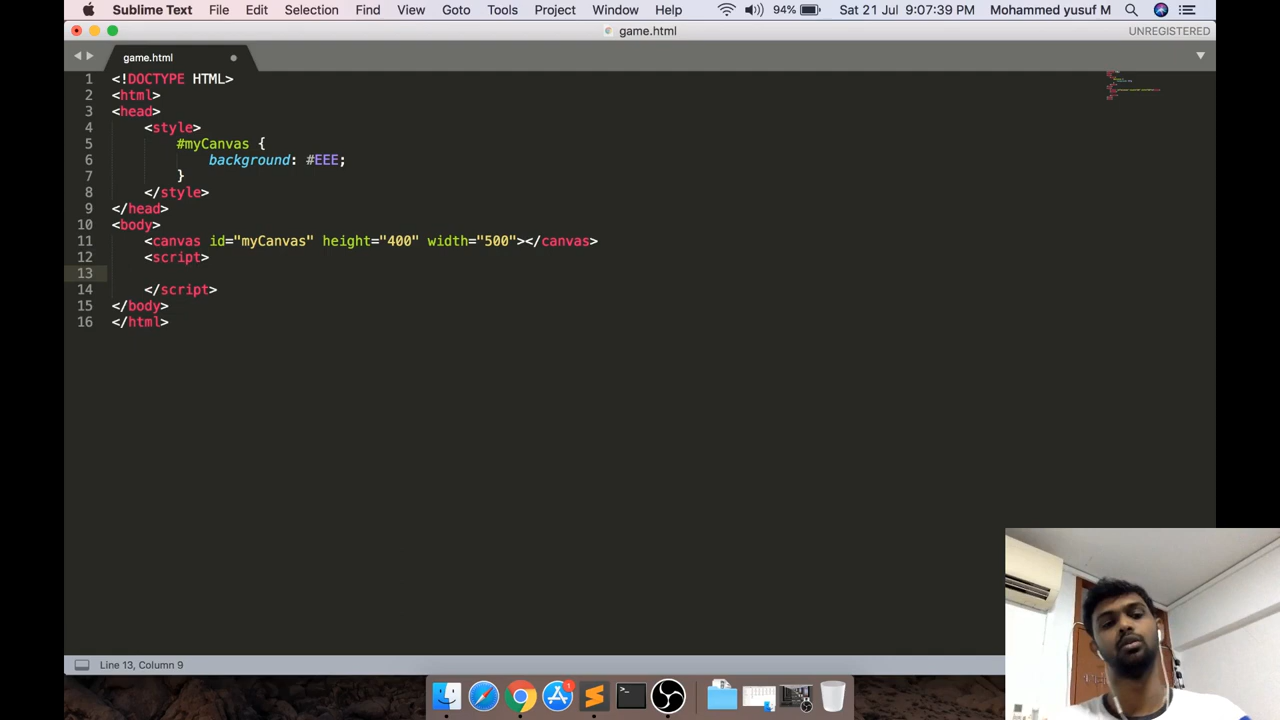 Sublime Text File Edit Selection Find View Goto Tools Project Window Help 94% Sat 21 Jul 9:07:39 PM Mohammed yusuf M
game.html UNREGISTERED
game.html
1 <!DOCTYPE HTML>
2 <html>
3 <head>
4 <style>
5 #myCanvas {
6 background: #EEE;
7 }
8 </style>
9 </head>
10 <body>
11 <canvas id="myCanvas" height="400" width="500"></canvas>
12 <script>
13
14 </script>
15 </body>
16 </html>
Line 13, Column 9
1